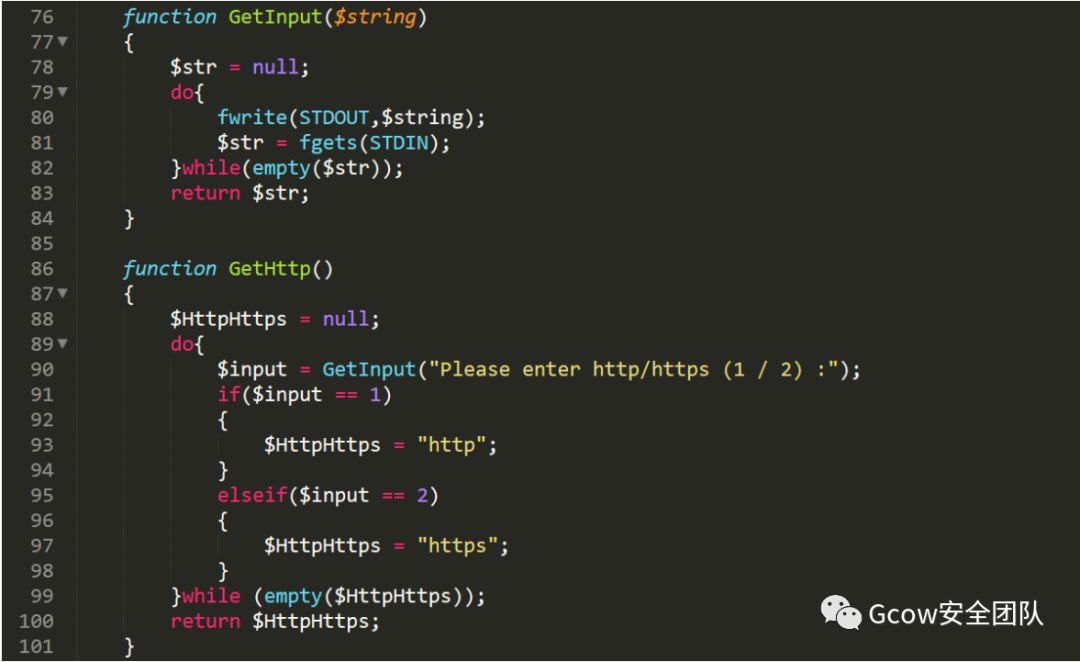 76 function GetInput($string)
77 {
78 $str = null;
79 do{
80 fwrite(STDOUT,$string);
81 $str = fgets(STDIN);
82 }while(empty($str));
83 return $str;
84 }
85
86 function GetHttp()
87 {
88 $HttpHttps = null;
89 do{
90 $input = GetInput("Please enter http/https (1 / 2) :");
91 if($input == 1)
92 {
93 $HttpHttps = "http";
94 }
95 elseif($input == 2)
96 {
97 $HttpHttps = "https";
98 }
99 }while (empty($HttpHttps));
100 return $HttpHttps;
101 }
Gcow安全团队